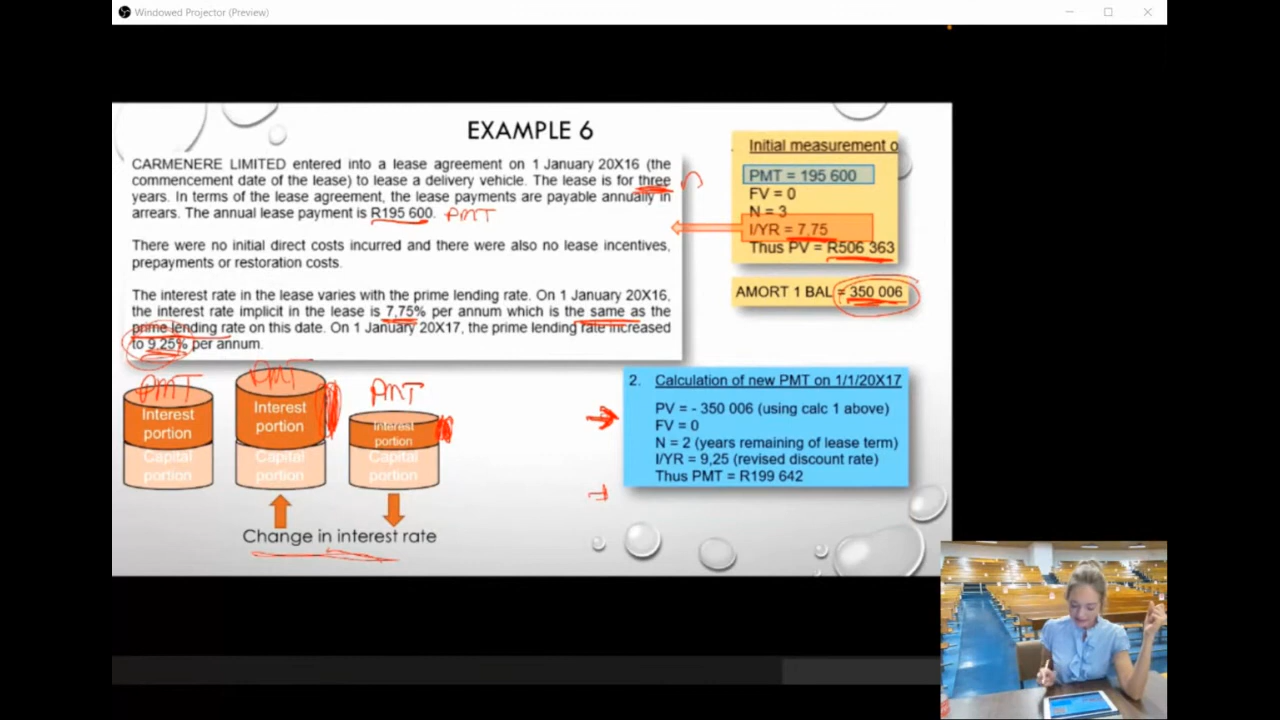 Windowed Projector (Preview)
EXAMPLE 6
CARMENERE LIMITED entered into a lease agreement on 1 January 20X16 (the
commencement date of the lease) to lease a delivery vehicle. The lease is for three
years. In terms of the lease agreement, the lease payments are payable annually in
arrears. The annual lease payment is R195 600.
n
PMT
There were no initial direct costs incurred and there were also no lease incentives,
prepayments or restoration costs.
The interest rate in the lease varies with the prime lending rate. On 1 January 20X16,
the interest rate implicit in the lease is 7,75% per annum which is the same as the
prime lending rate on this date. On 1 January 20X17, the prime lending rate increased
to 9,25% per annum.
Initial measurement o
PMT = 195 600
FV = 0
N = 3
I/YR = 7,75
Thus PV = R506 363
AMORT 1 BAL = 350 006
PMT
Interest
portion
Capital
portion
PMT
Interest
portion
Capital
portion
PMT
Interest
portion
Capital
portion
Change in interest rate
2. Calculation of new PMT on 1/1/20X17
PV = - 350 006 (using calc 1 above)
FV = 0
N = 2 (years remaining of lease term)
I/YR = 9,25 (revised discount rate)
Thus PMT = R199 642